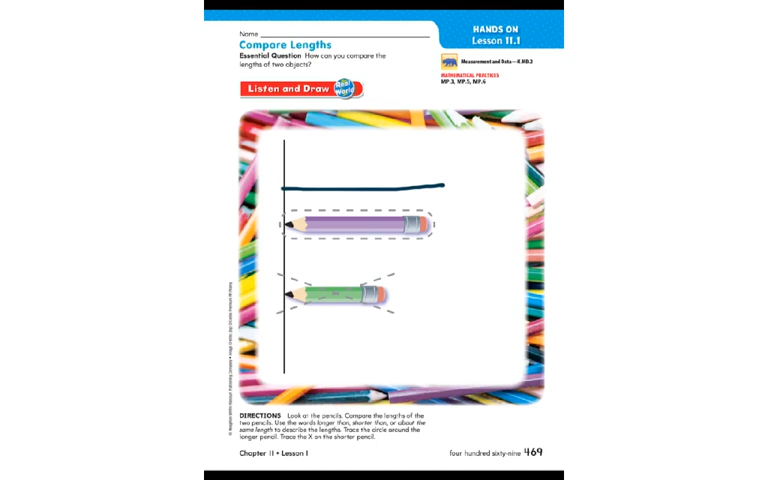 Name
Compare Lengths
Essential Question How can you compare the
lengths of two objects?
HANDS ON
Lesson 11.1
Measurement and Data—K.MD.2
MATHEMATICAL PRACTICES
MP.3, MP.5, MP.6
Listen and Draw
Real
World
DIRECTIONS Look at the pencils. Compare the lengths of the
two pencils. Use the words longer than, shorter than, or about the
same length to describe the lengths. Trace the circle around the
longer pencil. Trace the X on the shorter pencil.
Chapter 11 • Lesson 1
four hundred sixty-nine 469